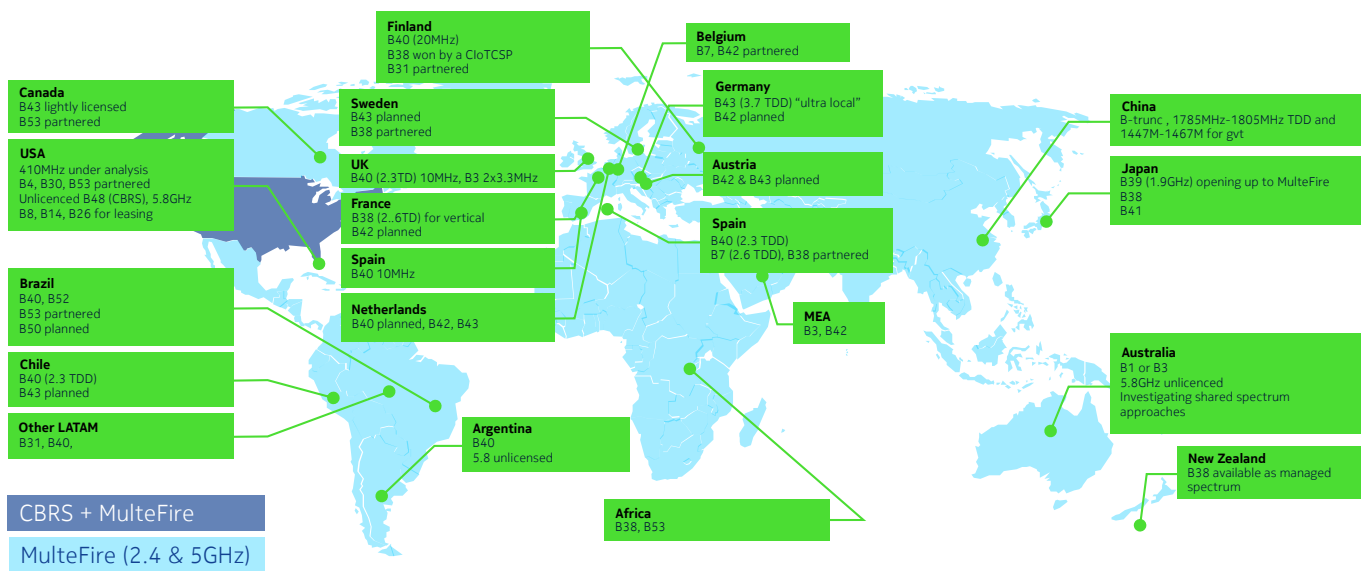 Finland
B40 (20MHz)
B38 won by a CIoTCSP
B31 partnered
Belgium
B7, B42 partnered
Canada
B43 lightly licensed
B53 partnered
Sweden
B43 planned
B38 partnered
Germany
B43 (3.7 TDD) “ultra local”
B42 planned
China
B-trunc , 1785MHz-1805MHz TDD and
1447M-1467M for gvt
USA
410MHz under analysis
B4, B30, B53 partnered
Unlicenced B48 (CBRS), 5.8GHz
B8, B14, B26 for leasing
UK
B40 (2.3TD) 10MHz, B3 2x3.3MHz
Austria
B42 & B43 planned
Japan
B39 (1.9GHz) opening up to MulteFire
B38
B41
France
B38 (2..6TD) for vertical
B42 planned
Spain
B40 (2.3 TDD)
B7 (2.6 TDD), B38 partnered
Spain
B40 10MHz
Brazil
B40, B52
B53 partnered
B50 planned
Netherlands
B40 planned, B42, B43
MEA
B3, B42
Chile
B40 (2.3 TDD)
B43 planned
Australia
B1 or B3
5.8GHz unlicenced
Investigating shared spectrum
approaches
Other LATAM
B31, B40,
Argentina
B40
5.8 unlicensed
New Zealand
B38 available as managed
spectrum
Africa
B38, B53
CBRS + MulteFire
MulteFire (2.4 & 5GHz)